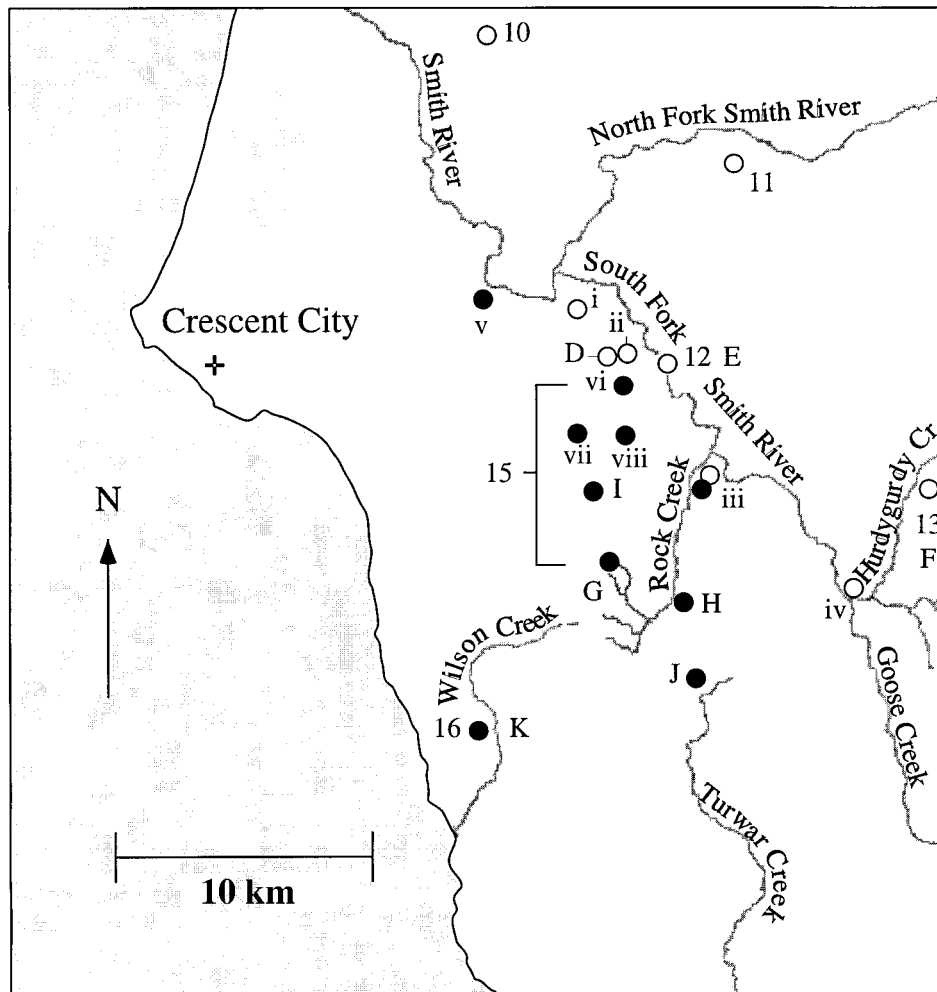 10
Smith River
North Fork Smith River
11
South Fork
i
v
Crescent City
ii
D
12 E
vi
Smith River
vii
viii
15
Hurdygurdy Cr
I
iii
N
Rock Creek
13
F
G
H
iv
Wilson Creek
J
Goose Creek
16
K
Turwar Creek
10 km